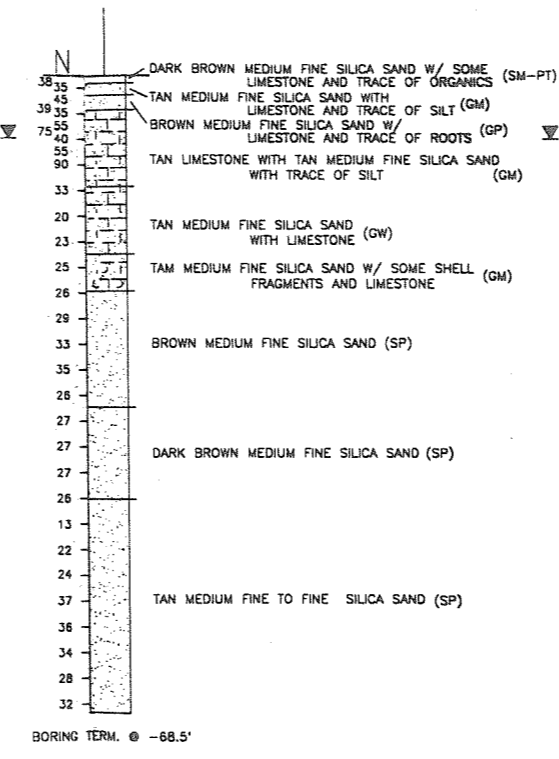 N
DARK BROWN MEDIUM FINE SILICA SAND W/ SOME
LIMESTONE AND TRACE OF ORGANICS (SM-PT)
TAN MEDIUM FINE SILICA SAND WITH
LIMESTONE AND TRACE OF SILT (GM)
BROWN MEDIUM FINE SILICA SAND W/
LIMESTONE AND TRACE OF ROOTS (GP)
TAN LIMESTONE WITH TAN MEDIUM FINE SILICA SAND
WITH TRACE OF SILT (GM)
TAN MEDIUM FINE SILICA SAND
WITH LIMESTONE (GW)
TAM MEDIUM FINE SILICA SAND W/ SOME SHELL
FRAGMENTS AND LIMESTONE (GM)
BROWN MEDIUM FINE SILICA SAND (SP)
DARK BROWN MEDIUM FINE SILICA SAND (SP)
TAN MEDIUM FINE TO FINE SILICA SAND (SP)
38
35
45
39
35
55
75
40
55
90
33
20
23
25
26
29
33
35
26
27
27
27
26
13
22
24
37
36
34
28
32
BORING TERM. @ -68.5'